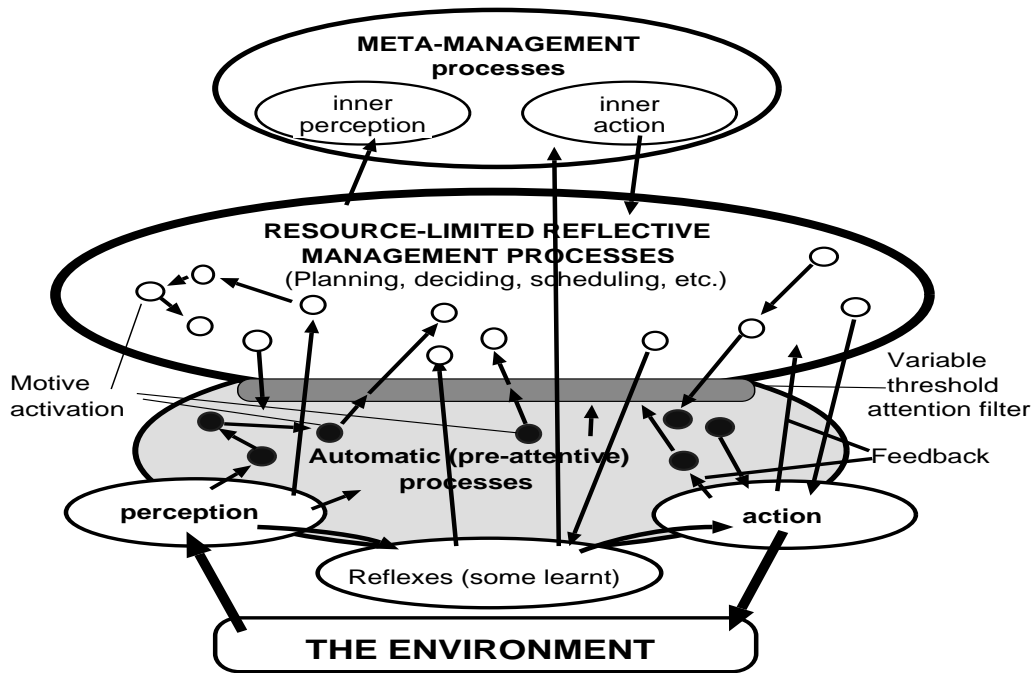 META-MANAGEMENT
processes
inner
perception
inner
action
RESOURCE-LIMITED REFLECTIVE
MANAGEMENT PROCESSES
(Planning, deciding, scheduling, etc.)
Motive
activation
Variable
threshold
attention filter
Automatic (pre-attentive)
processes
Feedback
perception
action
Reflexes (some learnt)
THE ENVIRONMENT